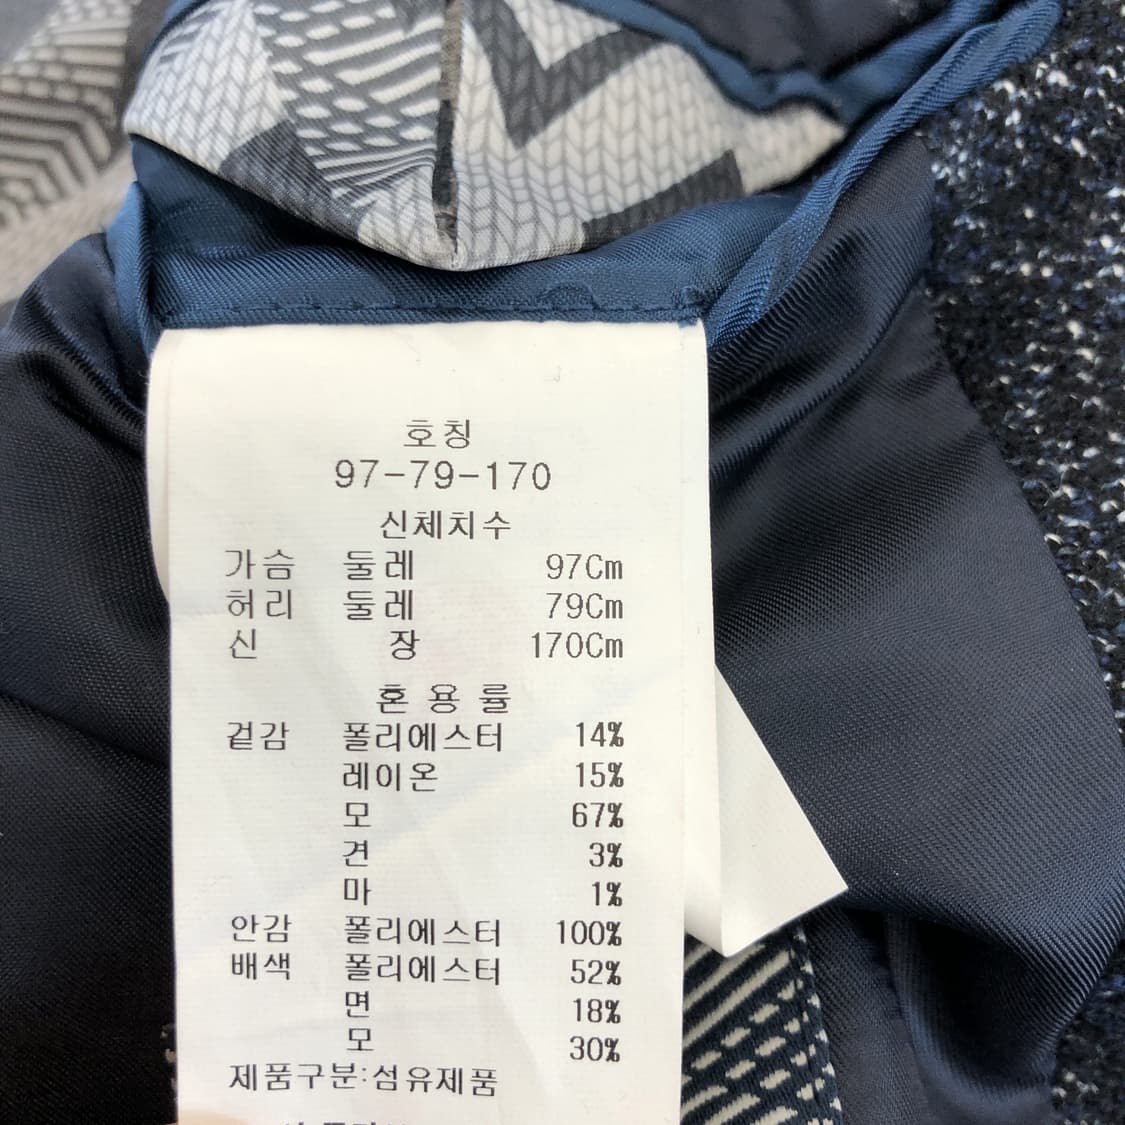 호칭
97-79-170
신체치수
가슴 둘레 97Cm
허리 둘레 79Cm
신 장 170Cm
혼 용 률
겉감 폴리에스터 14%
레이온 15%
모 67%
견 3%
마 1%
안감 폴리에스터 100%
배색 폴리에스터 52%
면 18%
모 30%
제품구분:섬유제품